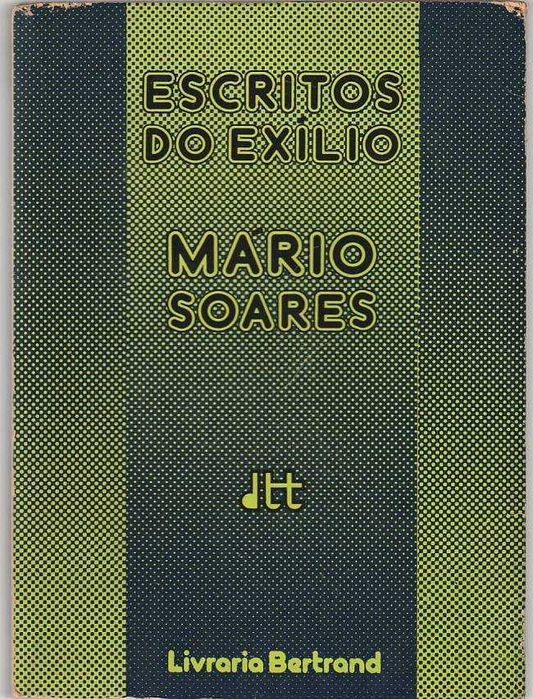 ESCRITOS
DO EXÍLIO
MÁRIO
SOARES
dtt
Livraria Bertrand